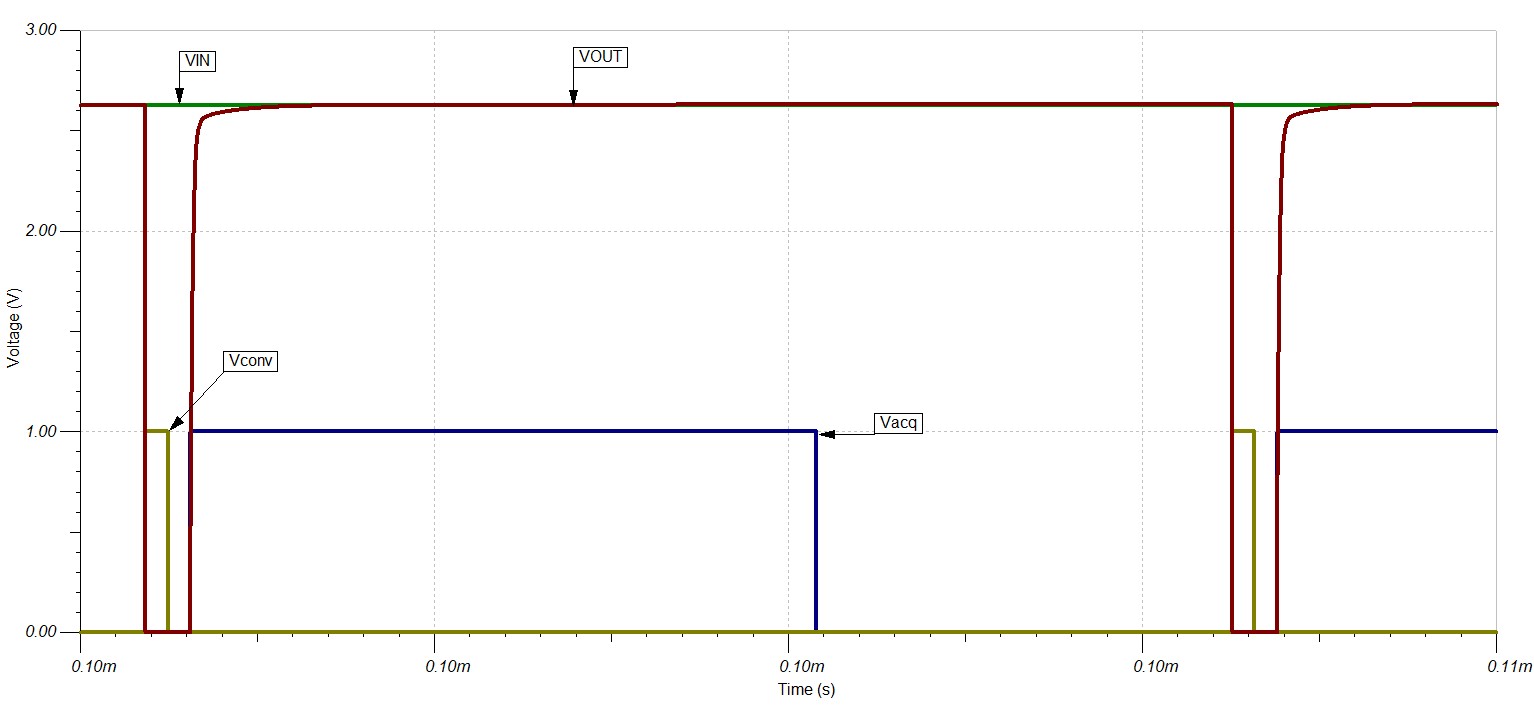 3.00
VIN
VOUT
2.00
Voltage (V)
Vconv
1.00
Vacq
0.00
0.10m 0.10m 0.10m 0.10m 0.11m
Time (s)